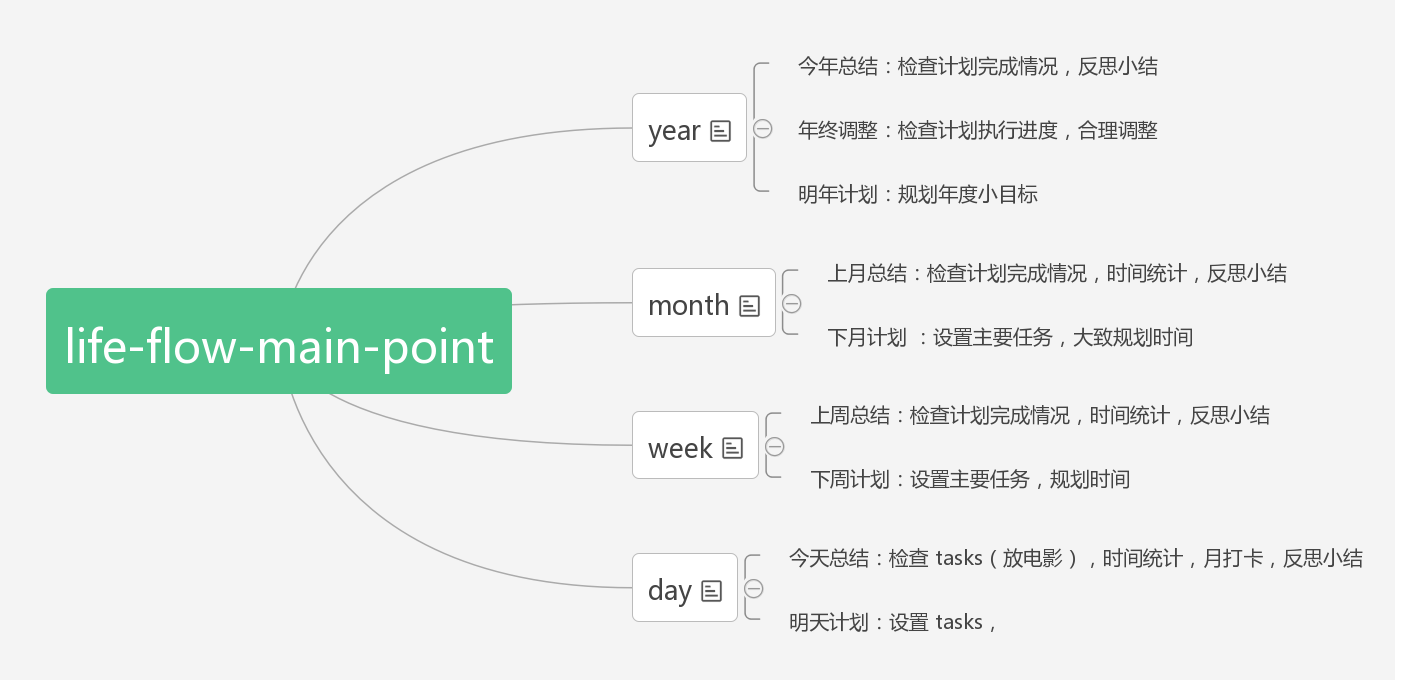 life-flow-main-point
year
今年总结：检查计划完成情况，反思小结
年终调整：检查计划执行进度，合理调整
明年计划：规划年度小目标
month
上月总结：检查计划完成情况，时间统计，反思小结
下月计划 ：设置主要任务，大致规划时间
week
上周总结：检查计划完成情况，时间统计，反思小结
下周计划：设置主要任务，规划时间
day
今天总结：检查 tasks（放电影），时间统计，月打卡，反思小结
明天计划：设置 tasks，